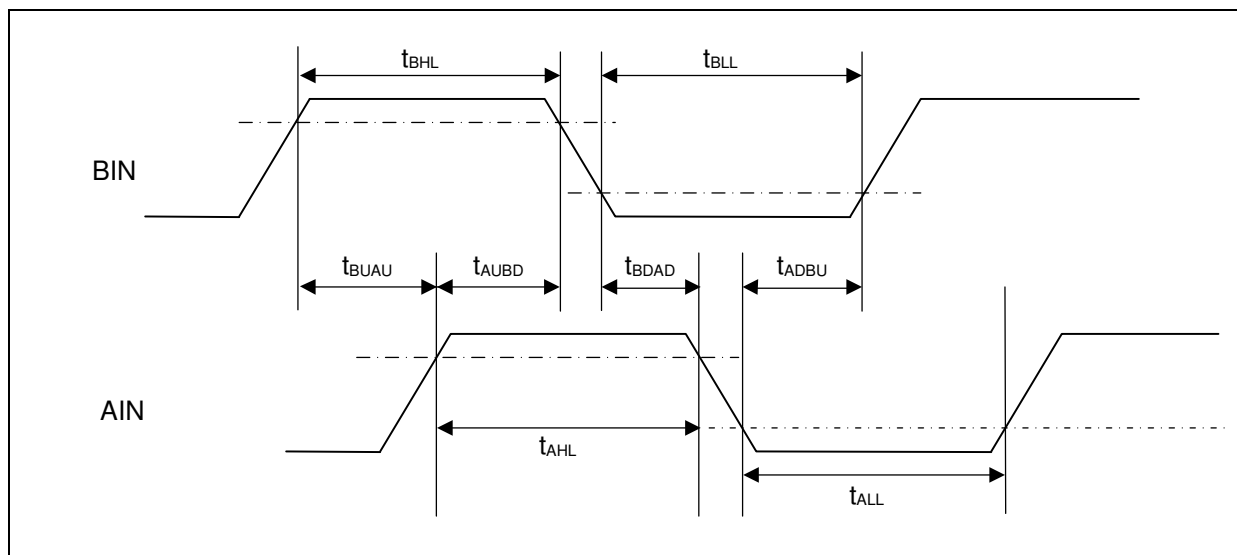 tBHL tBLL
BIN
tBUAU tAUBD tBDAD tADBU
AIN
tAHL
tALL